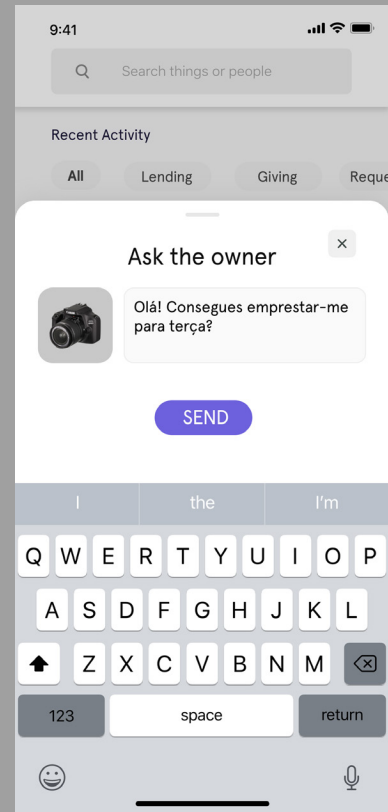 9:41
Search things or people
Recent Activity
All Lending Giving Reque
Ask the owner
Olá! Consegues emprestar-me
para terça?
SEND
I the I'm
Q W E R T Y U I O P
A S D F G H J K L
Z X C V B N M
123 space return